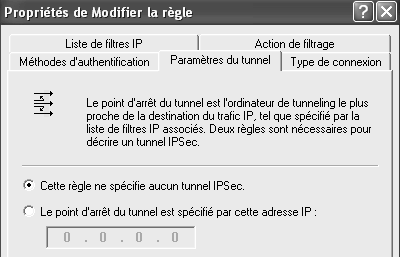 Propriétés de Modifier la règle
Liste de filtres IP
Action de filtrage
Méthodes d'authentification
Paramètres du tunnel
Type de connexion
Le point d'arrêt du tunnel est l'ordinateur de tunneling le plus
proche de la destination du trafic IP, tel que spécifié par la
liste de filtres IP associés. Deux règles sont nécessaires pour
décrire un tunnel IPSec.
Cette règle ne spécifie aucun tunnel IPSec.
Le point d'arrêt du tunnel est spécifié par cette adresse IP :
0 . 0 . 0 . 0